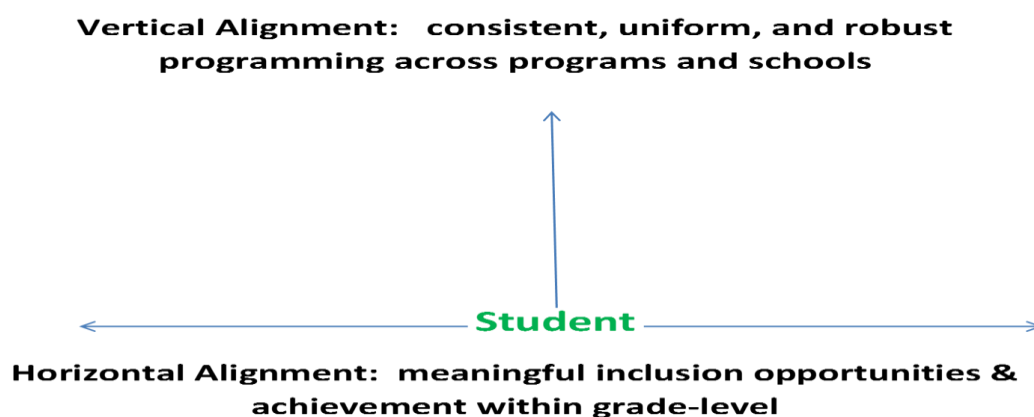 Vertical Alignment: consistent, uniform, and robust
programming across programs and schools
Student
Horizontal Alignment: meaningful inclusion opportunities &
achievement within grade-level